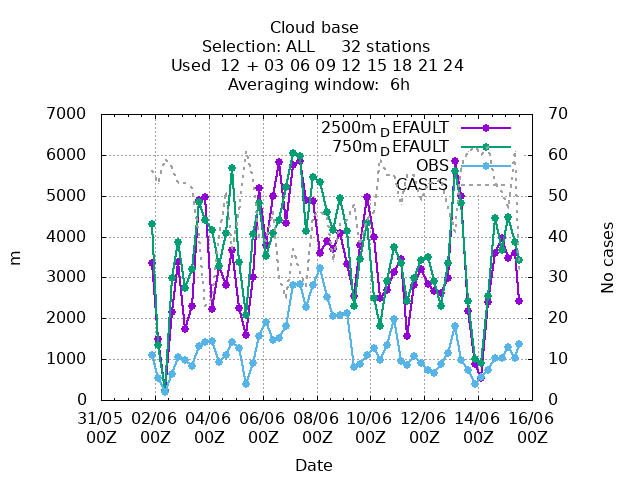 Cloud base
Selection: ALL     32 stations
Used  12 + 03 06 09 12 15 18 21 24
Averaging window:  6h
7000
6000
5000
4000
3000
2000
1000
0
70
60
50
40
30
20
10
0
2500m_DEFAULT
750m_DEFAULT
OBS
CASES
m
No cases
31/05 00Z
02/06 00Z
04/06 00Z
06/06 00Z
08/06 00Z
10/06 00Z
12/06 00Z
14/06 00Z
16/06 00Z
Date